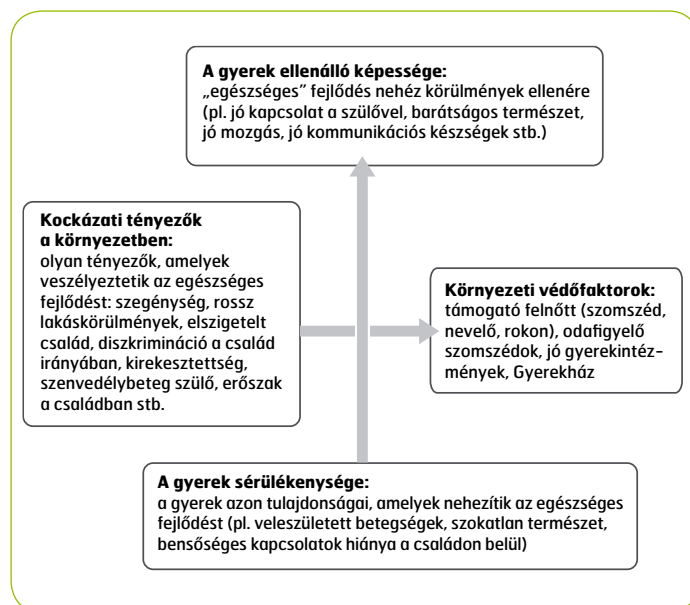 A gyerek ellenálló képessége:
„egészséges” fejlődés nehéz körülmények ellenére
(pl. jó kapcsolat a szülővel, barátságos természet,
jó mozgás, jó kommunikációs készségek stb.)
Kockázati tényezők
a környezetben:
olyan tényezők, amelyek
veszélyeztetik az egészséges
fejlődést: szegénység, rossz
lakáskörülmények, elszigetelt
család, diszkrimináció a család
irányában, kirekesztettség,
szenvedélybeteg szülő, erőszak
a családban stb.
Környezeti védőfaktorok:
támogató felnőtt (szomszéd,
nevelő, rokon), odafigyelő
szomszédok, jó gyerekintéz-
mények, Gyerekház
A gyerek sérülékenysége:
a gyerek azon tulajdonságai, amelyek nehezítik az egészséges
fejlődést (pl. veleszületett betegségek, szokatlan természet,
bensőséges kapcsolatok hiánya a családon belül)